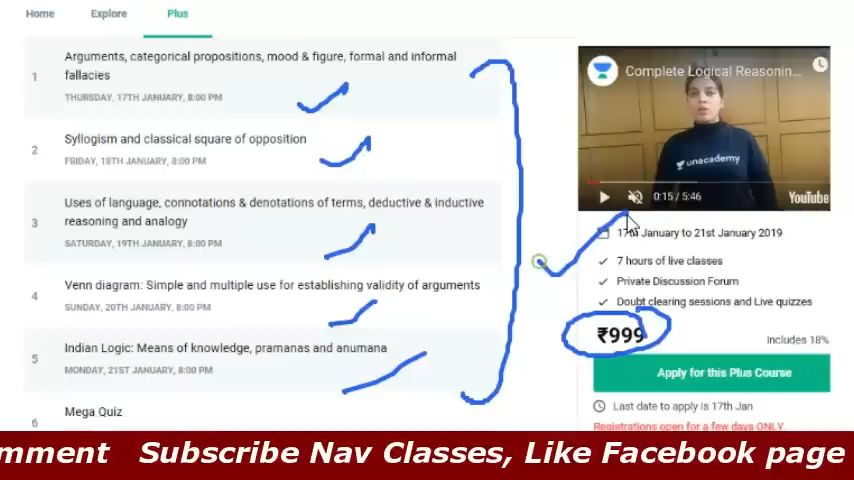 Home Explore Plus
1 Arguments, categorical propositions, mood & figure, formal and informal
fallacies
THURSDAY, 17TH JANUARY, 8:00 PM
2 Syllogism and classical square of opposition
FRIDAY, 18TH JANUARY, 8:00 PM
3 Uses of language, connotations & denotations of terms, deductive & inductive
reasoning and analogy
SATURDAY, 19TH JANUARY, 8:00 PM
4 Venn diagram: Simple and multiple use for establishing validity of arguments
SUNDAY, 20TH JANUARY, 8:00 PM
5 Indian Logic: Means of knowledge, pramanas and anumana
MONDAY, 21ST JANUARY, 8:00 PM
6 Mega Quiz
Complete Logical Reasonin...
unacademy
0:15 / 5:46 YouTube
17th January to 21st January 2019
7 hours of live classes
Private Discussion Forum
Doubt clearing sessions and Live quizzes
₹999 Includes 18%
Apply for this Plus Course
Last date to apply is 17th Jan
Registrations open for a few days ONLY.
mment Subscribe Nav Classes, Like Facebook page